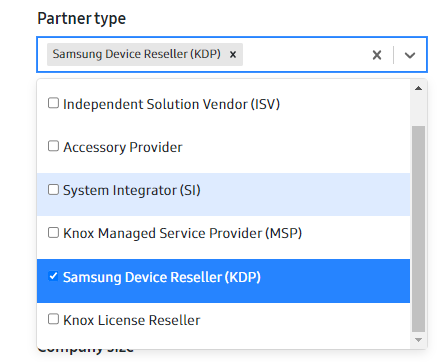 Partner type
Samsung Device Reseller (KDP) ×
Independent Solution Vendor (ISV)
Accessory Provider
System Integrator (SI)
Knox Managed Service Provider (MSP)
Samsung Device Reseller (KDP)
Knox License Reseller
Company size